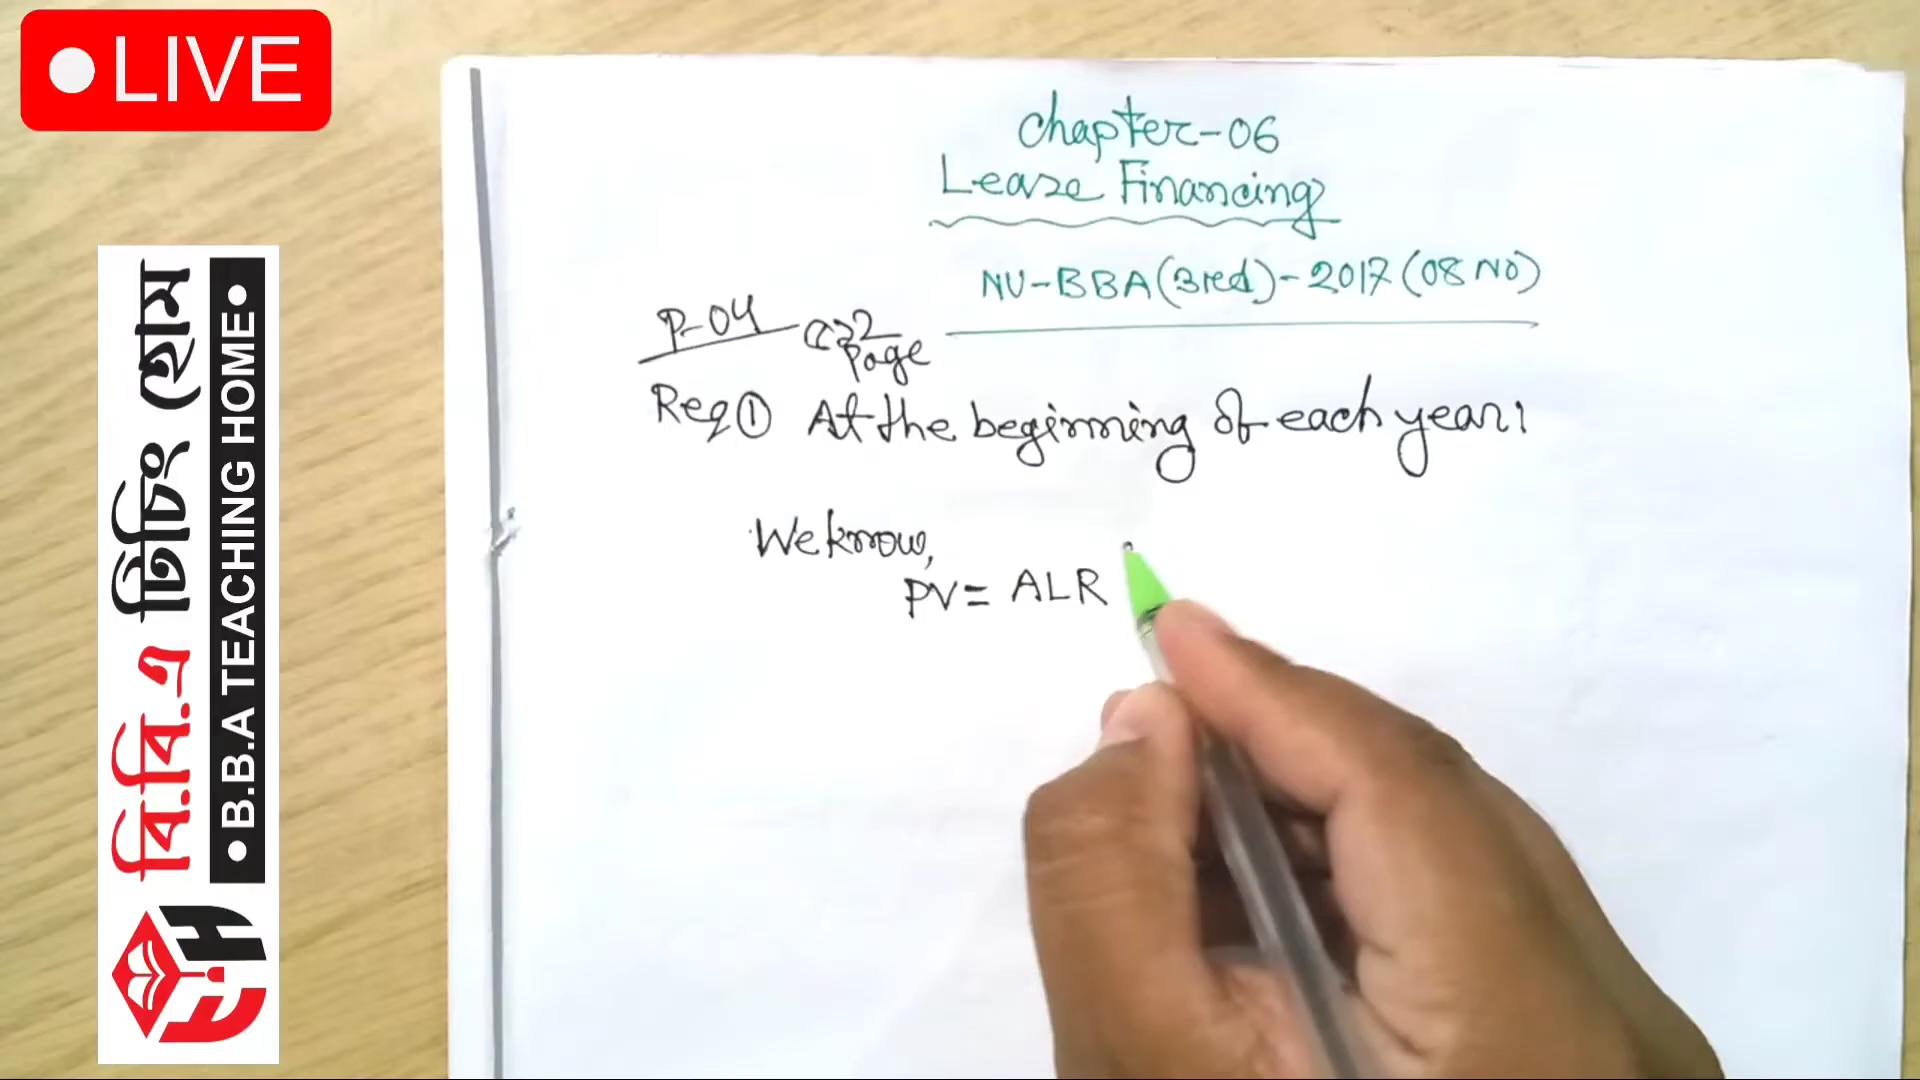 LIVE
বি.বি.এ টিচিং হোম
•B.B.A TEACHING HOME•
Chapter-06
Lease Financing
NU-BBA(3rd)-2017(08 NO)
P-04
Page
Req① At the beginning of each year:
We know,
PV= ALR